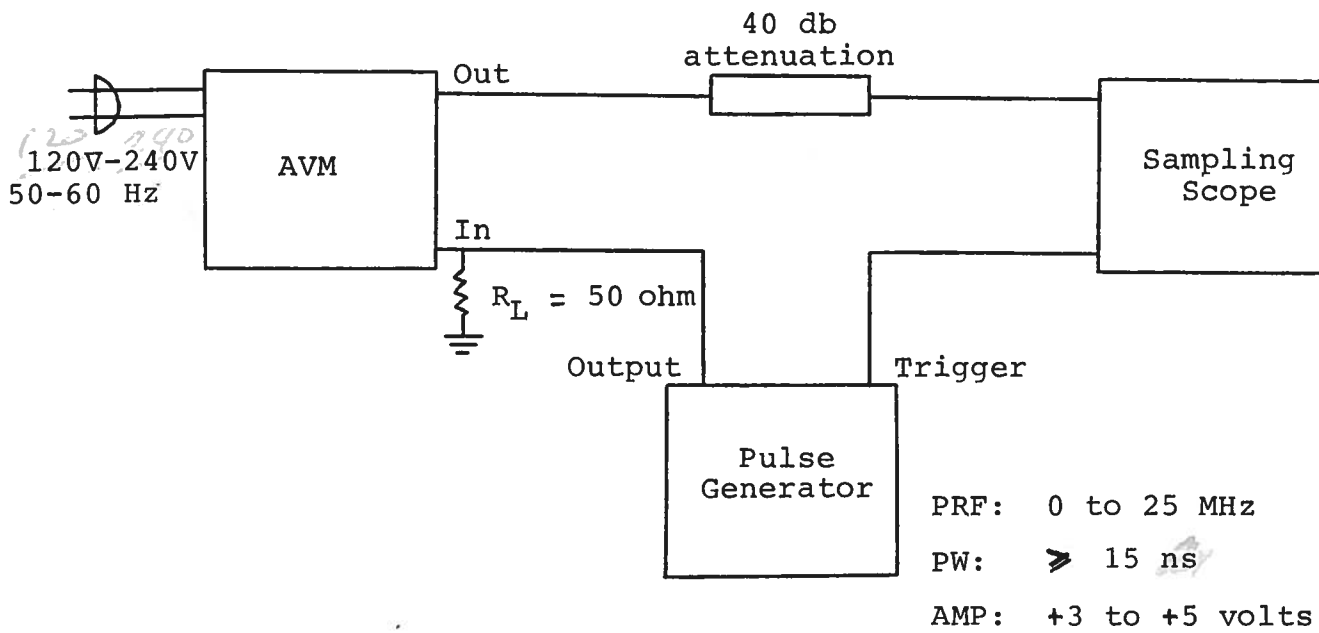 40 db
attenuation
Out
120V-240V
50-60 Hz
AVM
Sampling
Scope
In
R_L = 50 ohm
Output
Trigger
Pulse
Generator
PRF: 0 to 25 MHz
PW: ⩾ 15 ns
AMP: +3 to +5 volts